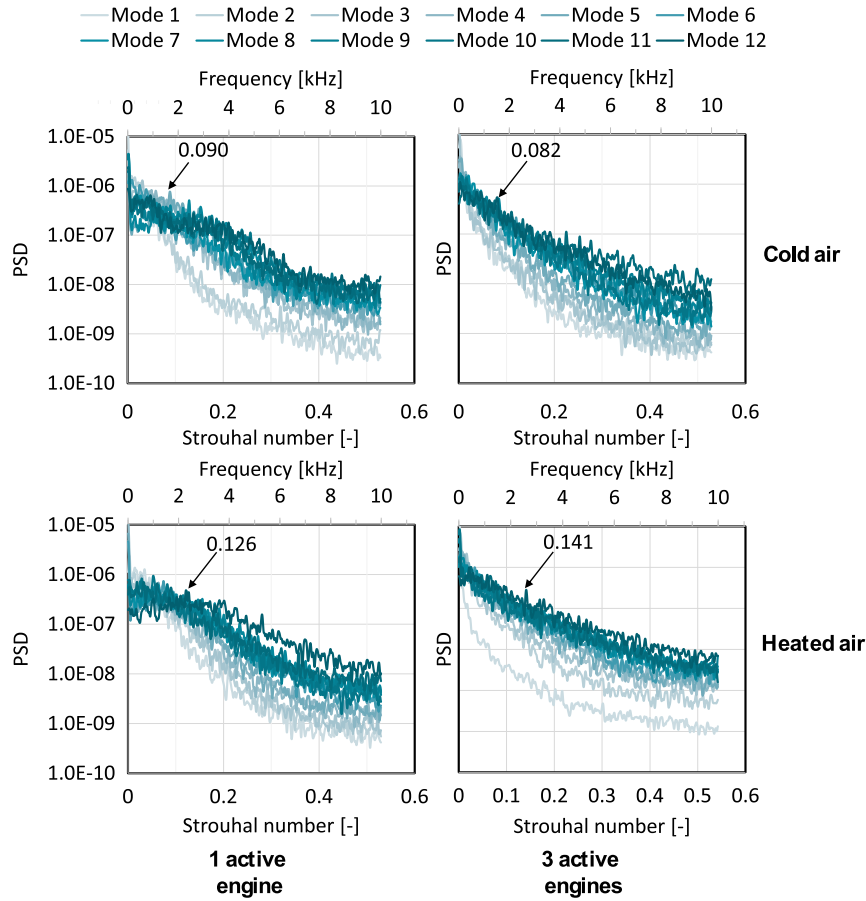 Mode 1 Mode 2 Mode 3 Mode 4 Mode 5 Mode 6
Mode 7 Mode 8 Mode 9 Mode 10 Mode 11 Mode 12
Frequency [kHz]
0 2 4 6 8 10
1.0E-05
1.0E-06
1.0E-07
1.0E-08
1.0E-09
1.0E-10
PSD
0.090
0 0.2 0.4 0.6
Strouhal number [-]
Frequency [kHz]
0 2 4 6 8 10
PSD
0.082
0 0.2 0.4 0.6
Strouhal number [-]
Cold air
Frequency [kHz]
0 2 4 6 8 10
1.0E-05
1.0E-06
1.0E-07
1.0E-08
1.0E-09
1.0E-10
PSD
0.126
0 0.2 0.4 0.6
Strouhal number [-]
Frequency [kHz]
0 2 4 6 8 10
PSD
0.141
0 0.1 0.2 0.3 0.4 0.5 0.6
Strouhal number [-]
Heated air
1 active
engine
3 active
engines